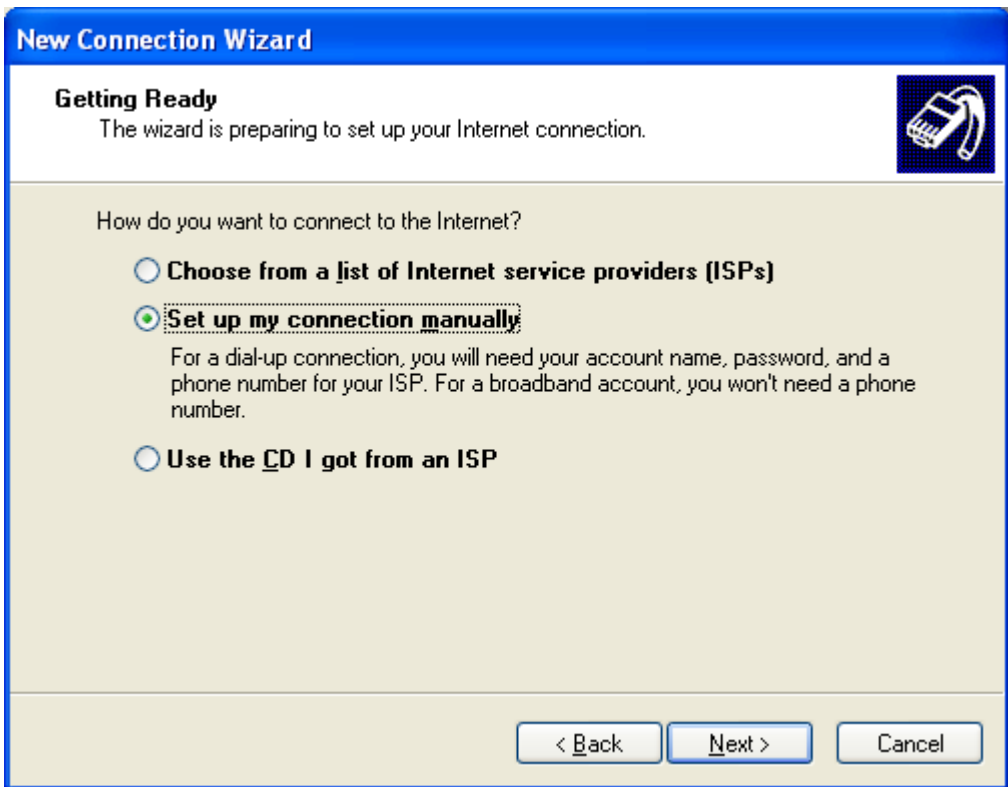 New Connection Wizard
Getting Ready
The wizard is preparing to set up your Internet connection.
How do you want to connect to the Internet?
Choose from a list of Internet service providers (ISPs)
Set up my connection manually
For a dial-up connection, you will need your account name, password, and a
phone number for your ISP. For a broadband account, you won't need a phone
number.
Use the CD I got from an ISP
< Back Next > Cancel